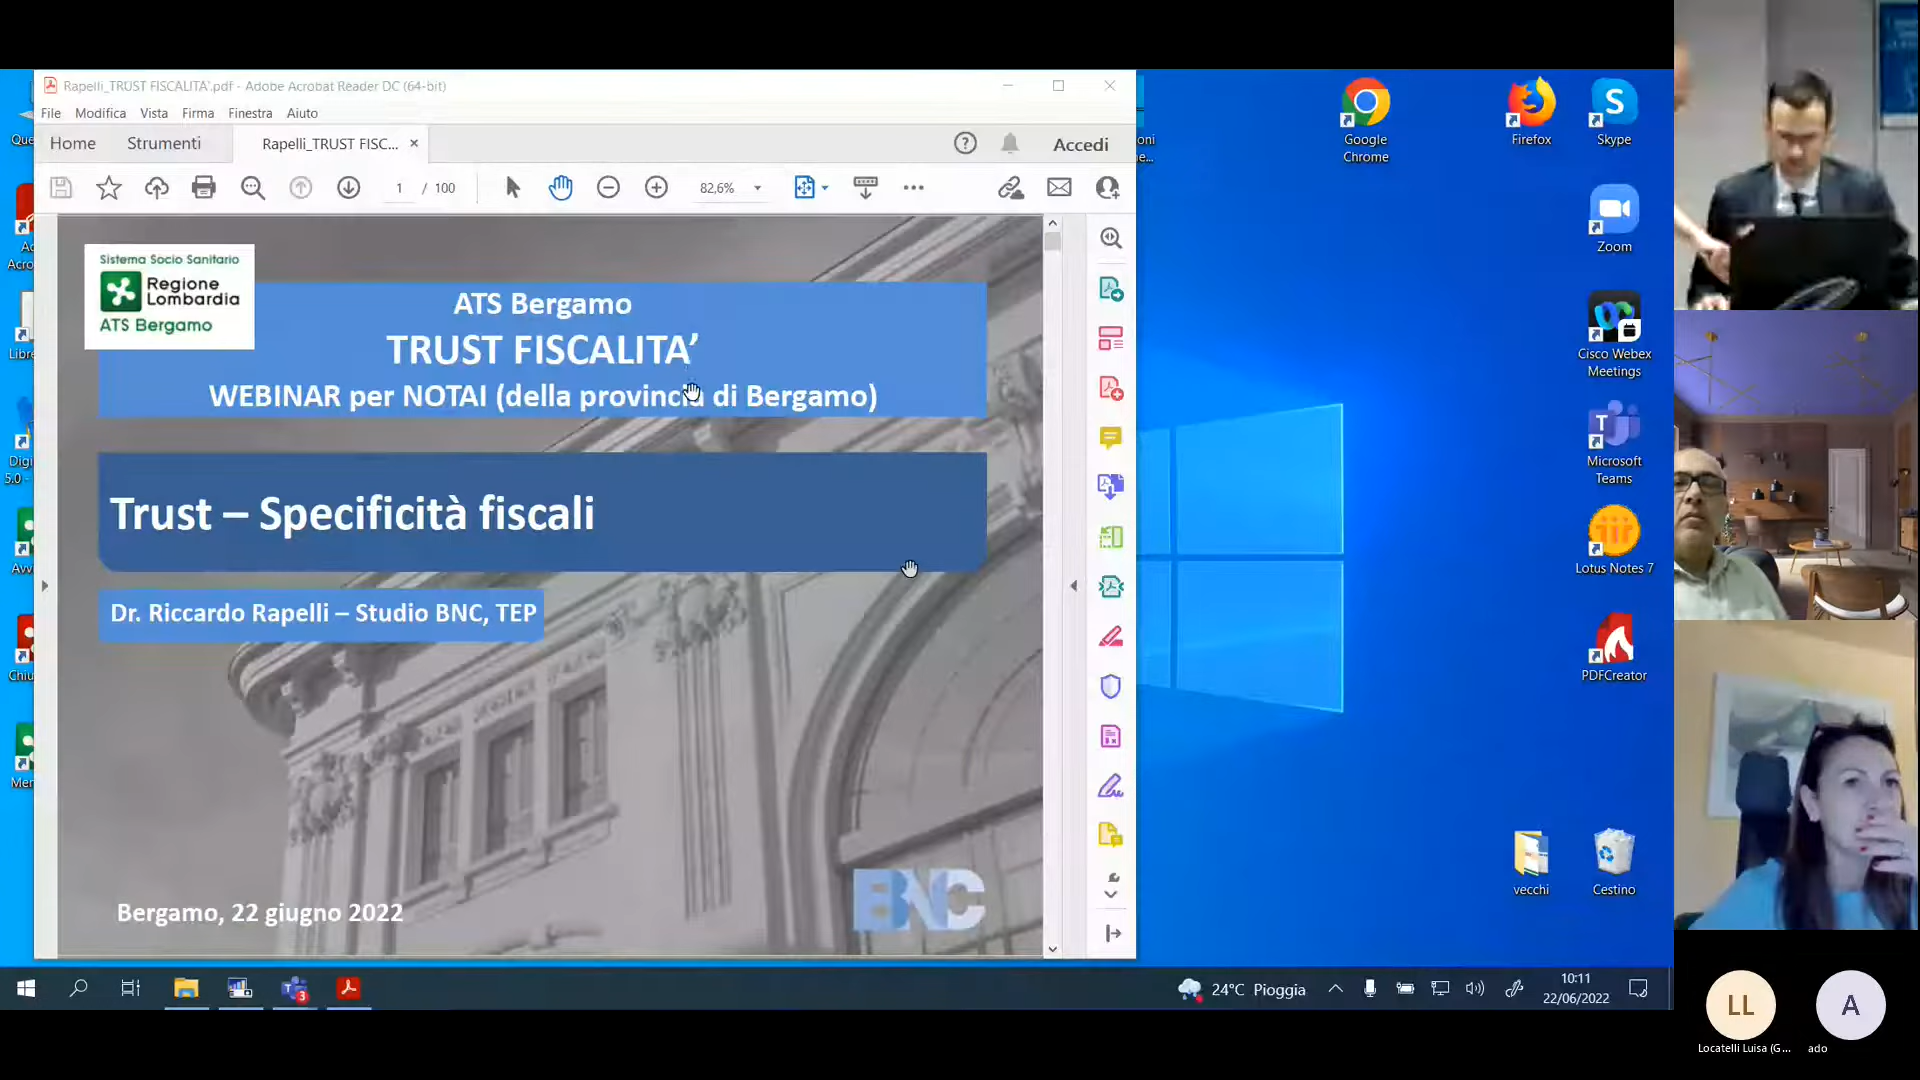 Rapelli_TRUST FISCALITA'.pdf - Adobe Acrobat Reader DC (64-bit)
File Modifica Vista Firma Finestra Aiuto
Home Strumenti Rapelli_TRUST FISC... × Accedi
1 / 100 82,6%
Sistema Socio Sanitario
Regione
Lombardia
ATS Bergamo
ATS Bergamo
TRUST FISCALITA’
WEBINAR per NOTAI (della provincia di Bergamo)
Trust – Specificità fiscali
Dr. Riccardo Rapelli – Studio BNC, TEP
Bergamo, 22 giugno 2022
BNC
Google
Chrome
Firefox
Skype
Zoom
Cisco Webex
Meetings
Microsoft
Teams
Lotus Notes 7
PDFCreator
vecchi
Cestino
24°C Pioggia
10:11
22/06/2022
LL
A
Locatelli Luisa (G...
ado